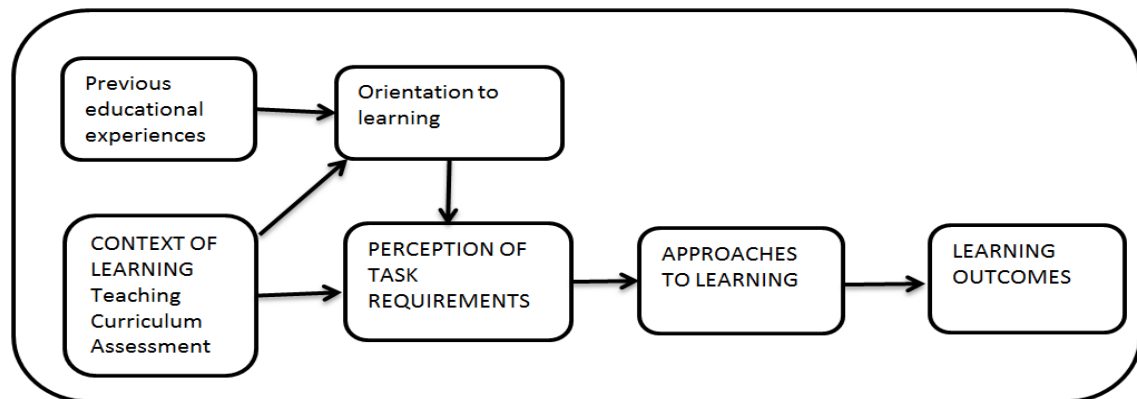 Previous
educational
experiences
Orientation to
learning
CONTEXT OF
LEARNING
Teaching
Curriculum
Assessment
PERCEPTION OF
TASK
REQUIREMENTS
APPROACHES
TO LEARNING
LEARNING
OUTCOMES